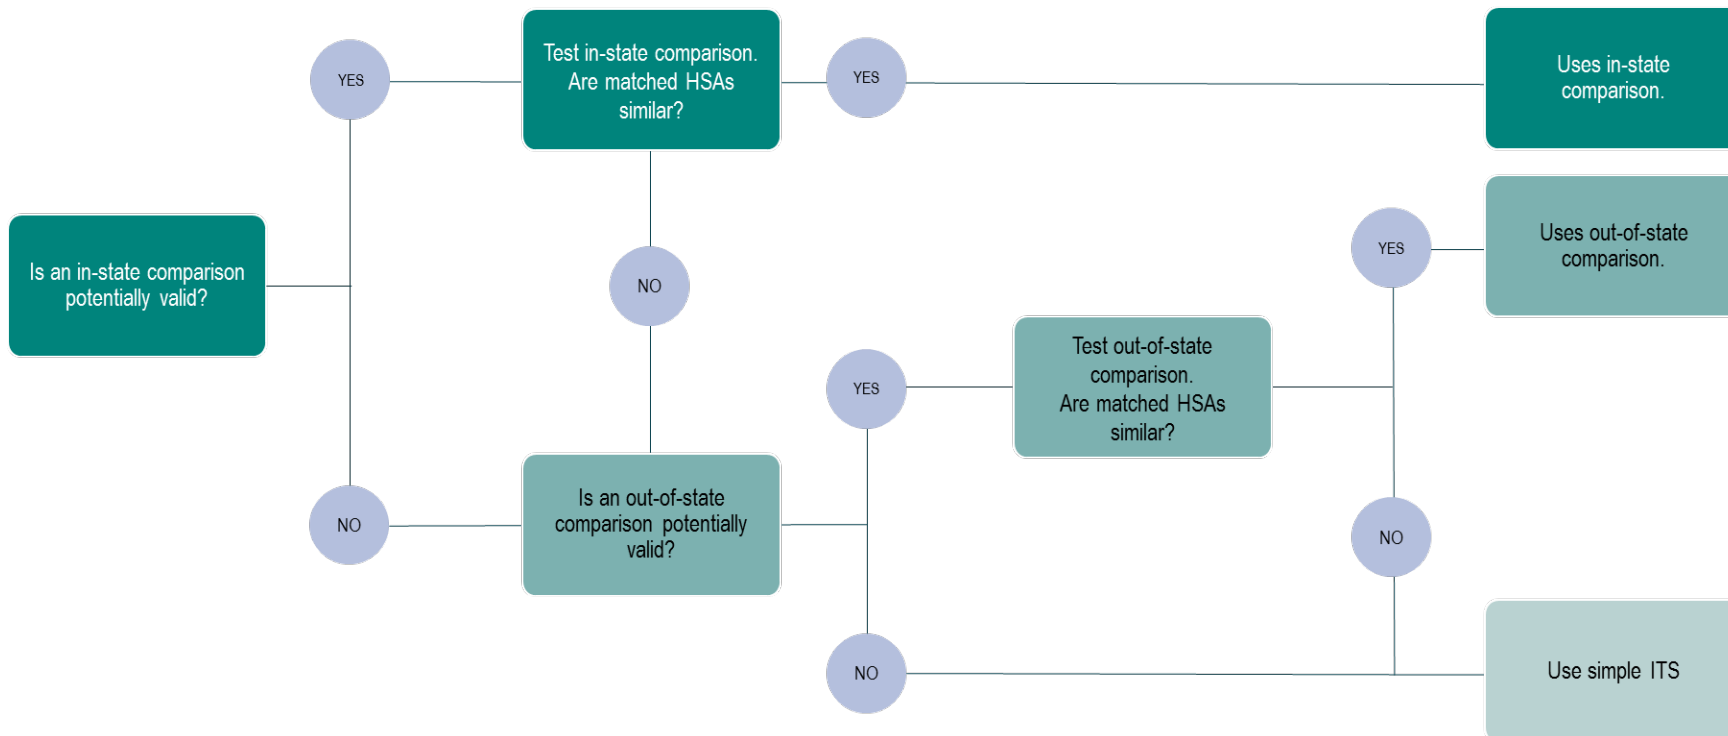 Is an in-state comparison
potentially valid?
YES
NO
Test in-state comparison.
Are matched HSAs
similar?
YES
NO
Uses in-state
comparison.
Is an out-of-state
comparison potentially
valid?
YES
NO
Test out-of-state
comparison.
Are matched HSAs
similar?
YES
NO
Uses out-of-state
comparison.
Use simple ITS